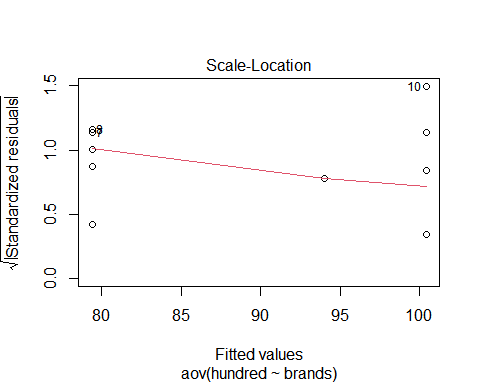 Scale-Location
√|Standardized residuals|
1.5
1.0
0.5
0.0
10
80
85
90
95
100
Fitted values
aov(hundred ~ brands)